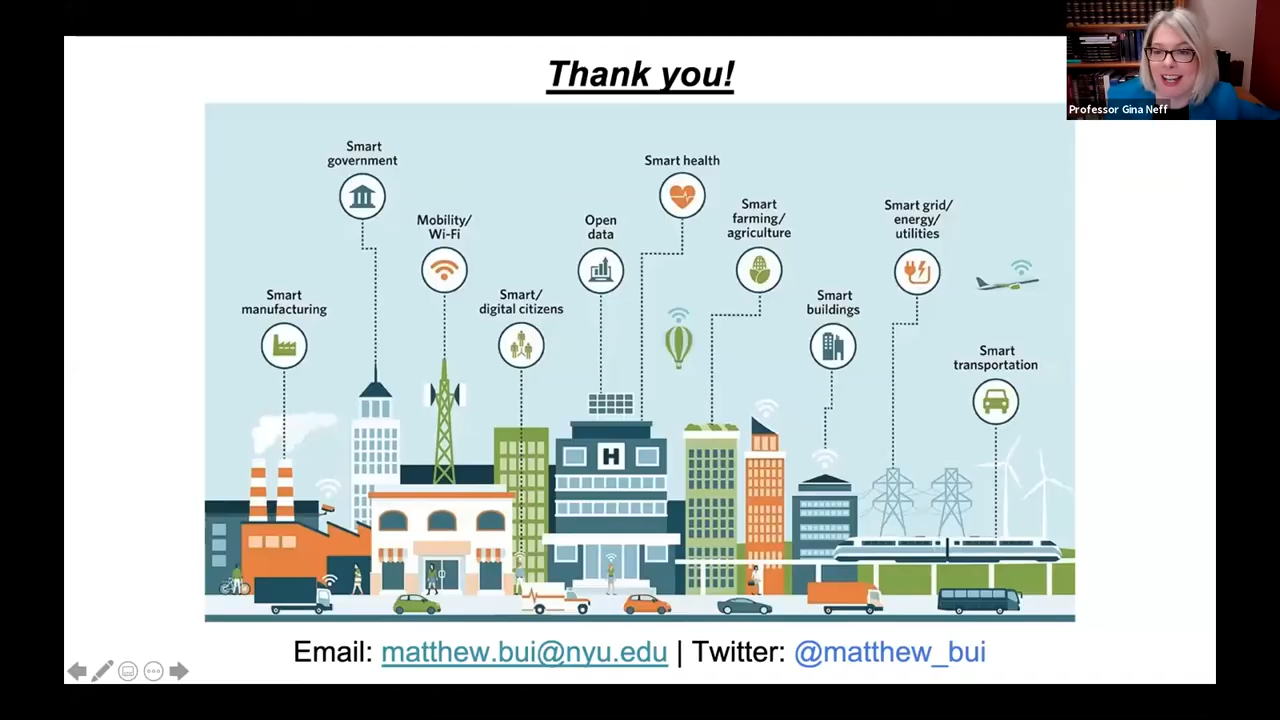 Thank you!
Professor Gina Neff
Smart
government
Smart health
Mobility/
Wi-Fi
Open
data
Smart
farming/
agriculture
Smart grid/
energy/
utilities
Smart
manufacturing
Smart/
digital citizens
Smart
buildings
Smart
transportation
H
Email: matthew.bui@nyu.edu | Twitter: @matthew_bui